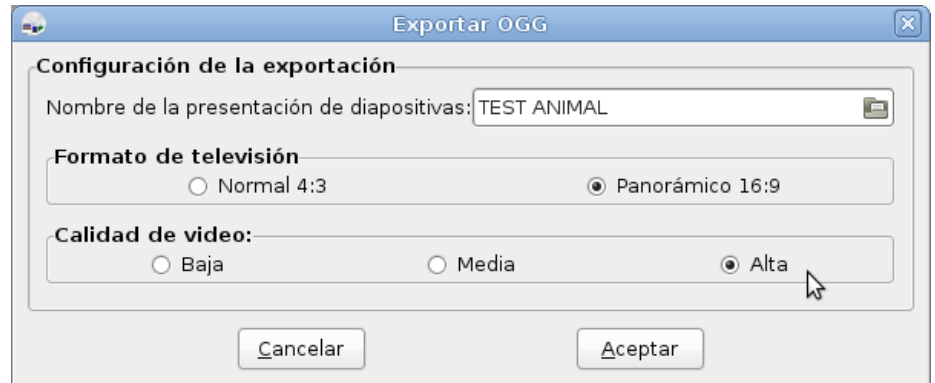 Exportar OGG
Configuración de la exportación
Nombre de la presentación de diapositivas: TEST ANIMAL
Formato de televisión
Normal 4:3 Panorámico 16:9
Calidad de video:
Baja Media Alta
Cancelar Aceptar